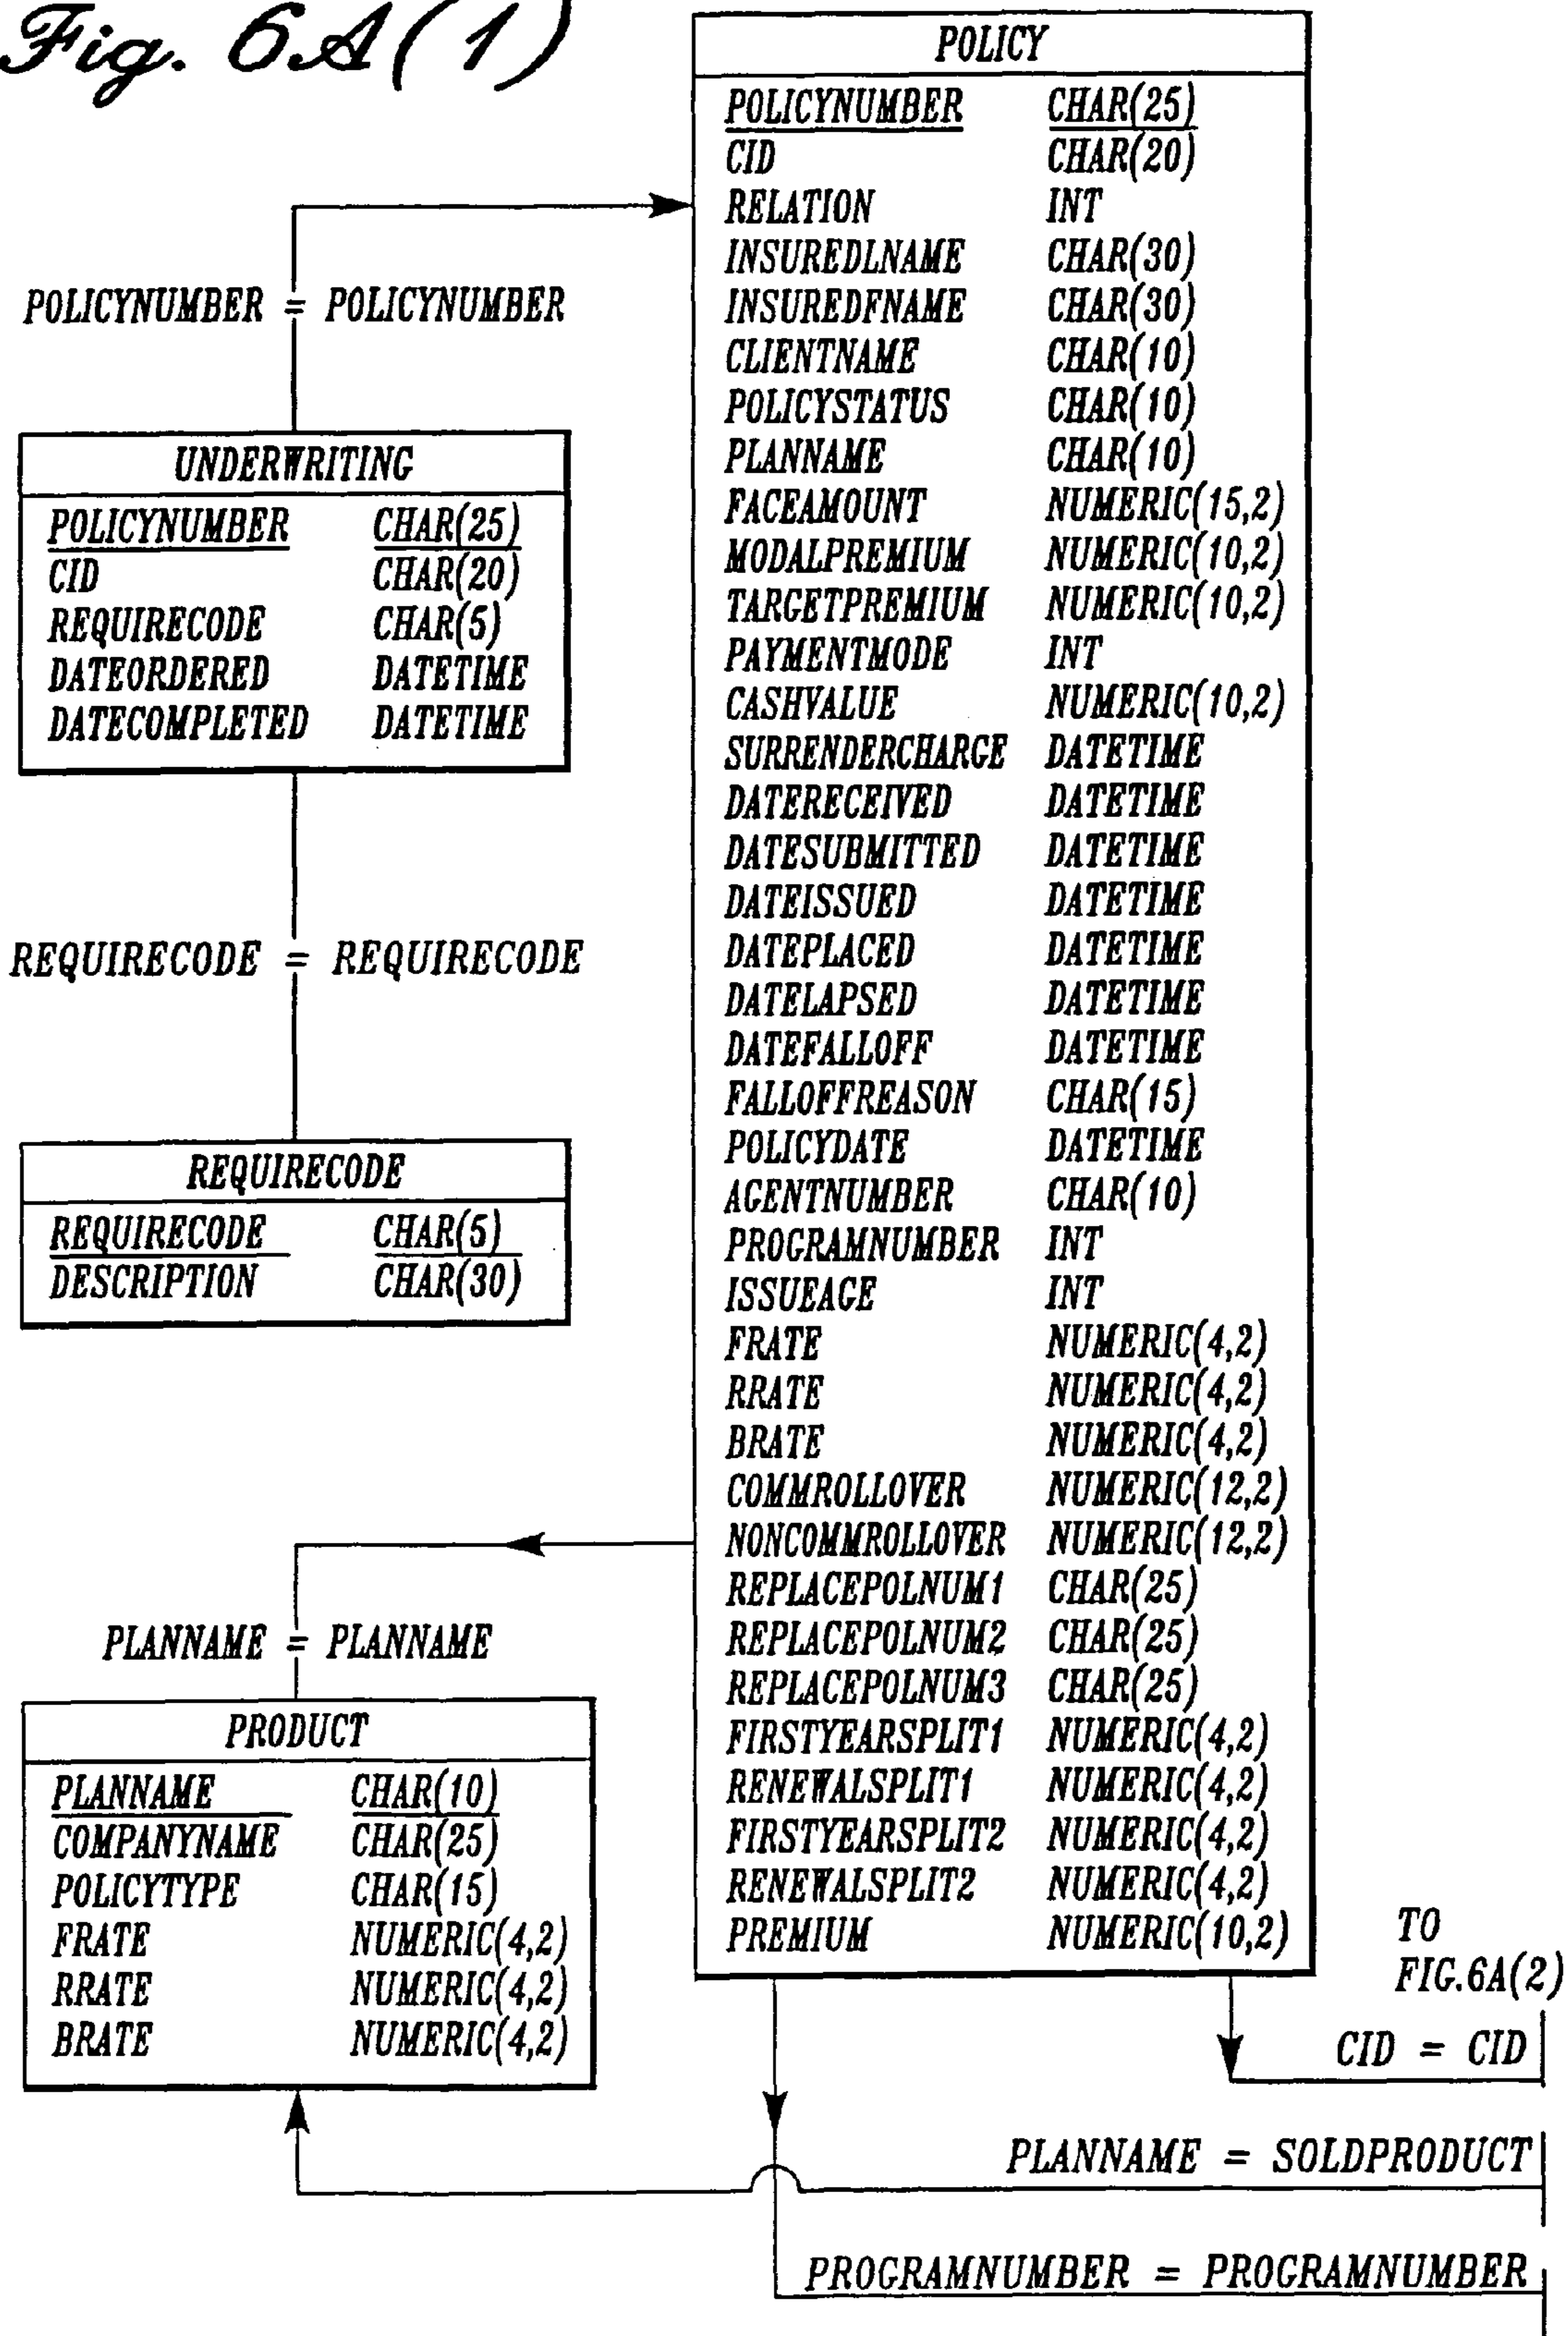 Fig. 6A(1)
POLICY
POLICYNUMBER CHAR(25)
CID CHAR(20)
RELATION INT
INSUREDLNAME CHAR(30)
INSUREDFNAME CHAR(30)
CLIENTNAME CHAR(10)
POLICYSTATUS CHAR(10)
PLANNAME CHAR(10)
FACEAMOUNT NUMERIC(15,2)
MODALPREMIUM NUMERIC(10,2)
TARGETPREMIUM NUMERIC(10,2)
PAYMENTMODE INT
CASHVALUE NUMERIC(10,2)
SURRENDERCHARGE DATETIME
DATERECEIVED DATETIME
DATESUBMITTED DATETIME
DATEISSUED DATETIME
DATEPLACED DATETIME
DATELAPSED DATETIME
DATEFALLOFF DATETIME
FALLOFFREASON CHAR(15)
POLICYDATE DATETIME
AGENTNUMBER CHAR(10)
PROGRAMNUMBER INT
ISSUEAGE INT
FRATE NUMERIC(4,2)
RRATE NUMERIC(4,2)
BRATE NUMERIC(4,2)
COMMROLLOVER NUMERIC(12,2)
NONCOMMROLLOVER NUMERIC(12,2)
REPLACEPOLNUM1 CHAR(25)
REPLACEPOLNUM2 CHAR(25)
REPLACEPOLNUM3 CHAR(25)
FIRSTYEARSPLIT1 NUMERIC(4,2)
RENEWALSPLIT1 NUMERIC(4,2)
FIRSTYEARSPLIT2 NUMERIC(4,2)
RENEWALSPLIT2 NUMERIC(4,2)
PREMIUM NUMERIC(10,2)
POLICYNUMBER = POLICYNUMBER
UNDERWRITING
POLICYNUMBER CHAR(25)
CID CHAR(20)
REQUIRECODE CHAR(5)
DATEORDERED DATETIME
DATECOMPLETED DATETIME
REQUIRECODE = REQUIRECODE
REQUIRECODE
REQUIRECODE CHAR(5)
DESCRIPTION CHAR(30)
PLANNAME = PLANNAME
PRODUCT
PLANNAME CHAR(10)
COMPANYNAME CHAR(25)
POLICYTYPE CHAR(15)
FRATE NUMERIC(4,2)
RRATE NUMERIC(4,2)
BRATE NUMERIC(4,2)
TO
FIG.6A(2)
CID = CID
PLANNAME = SOLDPRODUCT
PROGRAMNUMBER = PROGRAMNUMBER